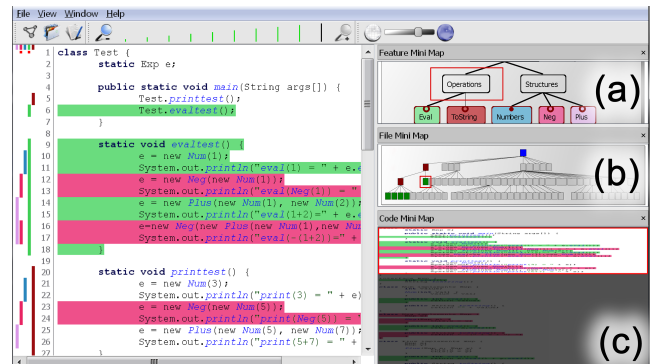 File View Window Help
1 class Test {
2 static Exp e;
3
4 public static void main(String args[]) {
5 Test.printtest();
6 Test.evaltest();
7 }
8
9 static void evaltest() {
10 e = new Num(1);
11 System.out.println("eval(1) = " + e.e
12 e = new Neg(new Num(1));
13 System.out.println("eval(Neg(1)) = "
14 e = new Plus(new Num(1), new Num(2));
15 System.out.println("eval(1+2)=" + e.e
16 e=new Neg(new Plus(new Num(1),new Num
17 System.out.println("eval(-(1+2))=" +
18 }
19
20 static void printtest() {
21 e = new Num(3);
22 System.out.println("print(3) = " + e)
23 e = new Neg(new Num(5));
24 System.out.println("print(Neg(5)) = "
25 e = new Plus(new Num(5), new Num(7));
26 System.out.println("print(5+7) = " +
27 }
Feature Mini Map ×
Operations Structures
Eval ToString Numbers Neg Plus
(a)
File Mini Map ×
(b)
Code Mini Map ×
(c)